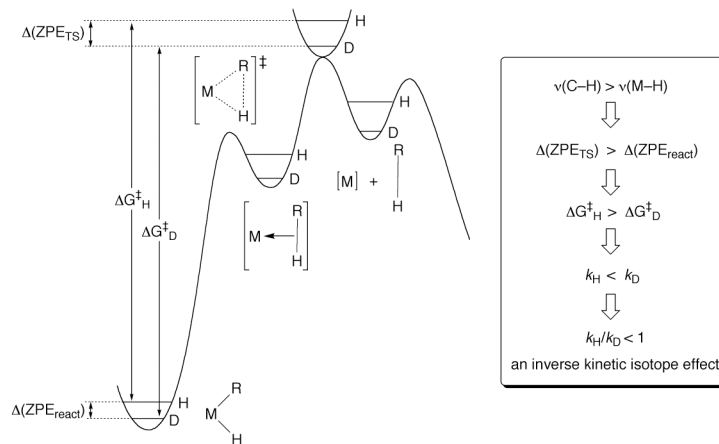 Δ(ZPE_TS)
H
D
[M R H]‡
H
D
H
D
[M] + R H
[M R H]
ΔG‡_H
ΔG‡_D
Δ(ZPE_react)
H
D
M R H
ν(C–H) > ν(M–H)
Δ(ZPE_TS) > Δ(ZPE_react)
ΔG‡_H > ΔG‡_D
k_H < k_D
k_H/k_D < 1
an inverse kinetic isotope effect